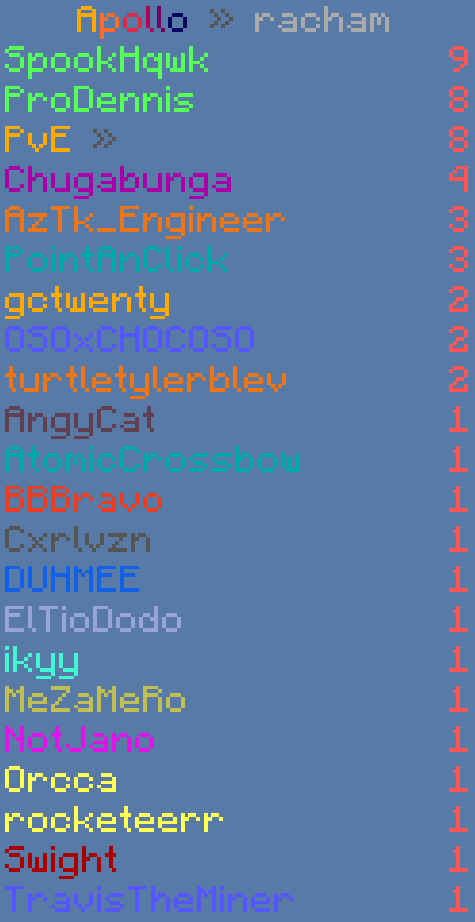 Apollo » racham
SpookHqwk 9
ProDennis 8
PvE » 8
Chugabunga 4
AzTk_Engineer 3
PointAnClick 3
gctwenty 2
OSOxCHOCOSO 2
turtletylerblev 2
AngyCat 1
AtomicCrossbow 1
BBBravo 1
Cxrlvzn 1
DUHMEE 1
ElTioDodo 1
ikyy 1
MeZaMeRo 1
NotJano 1
Orcca 1
rocketeerr 1
Swight 1
TravisTheMiner 1